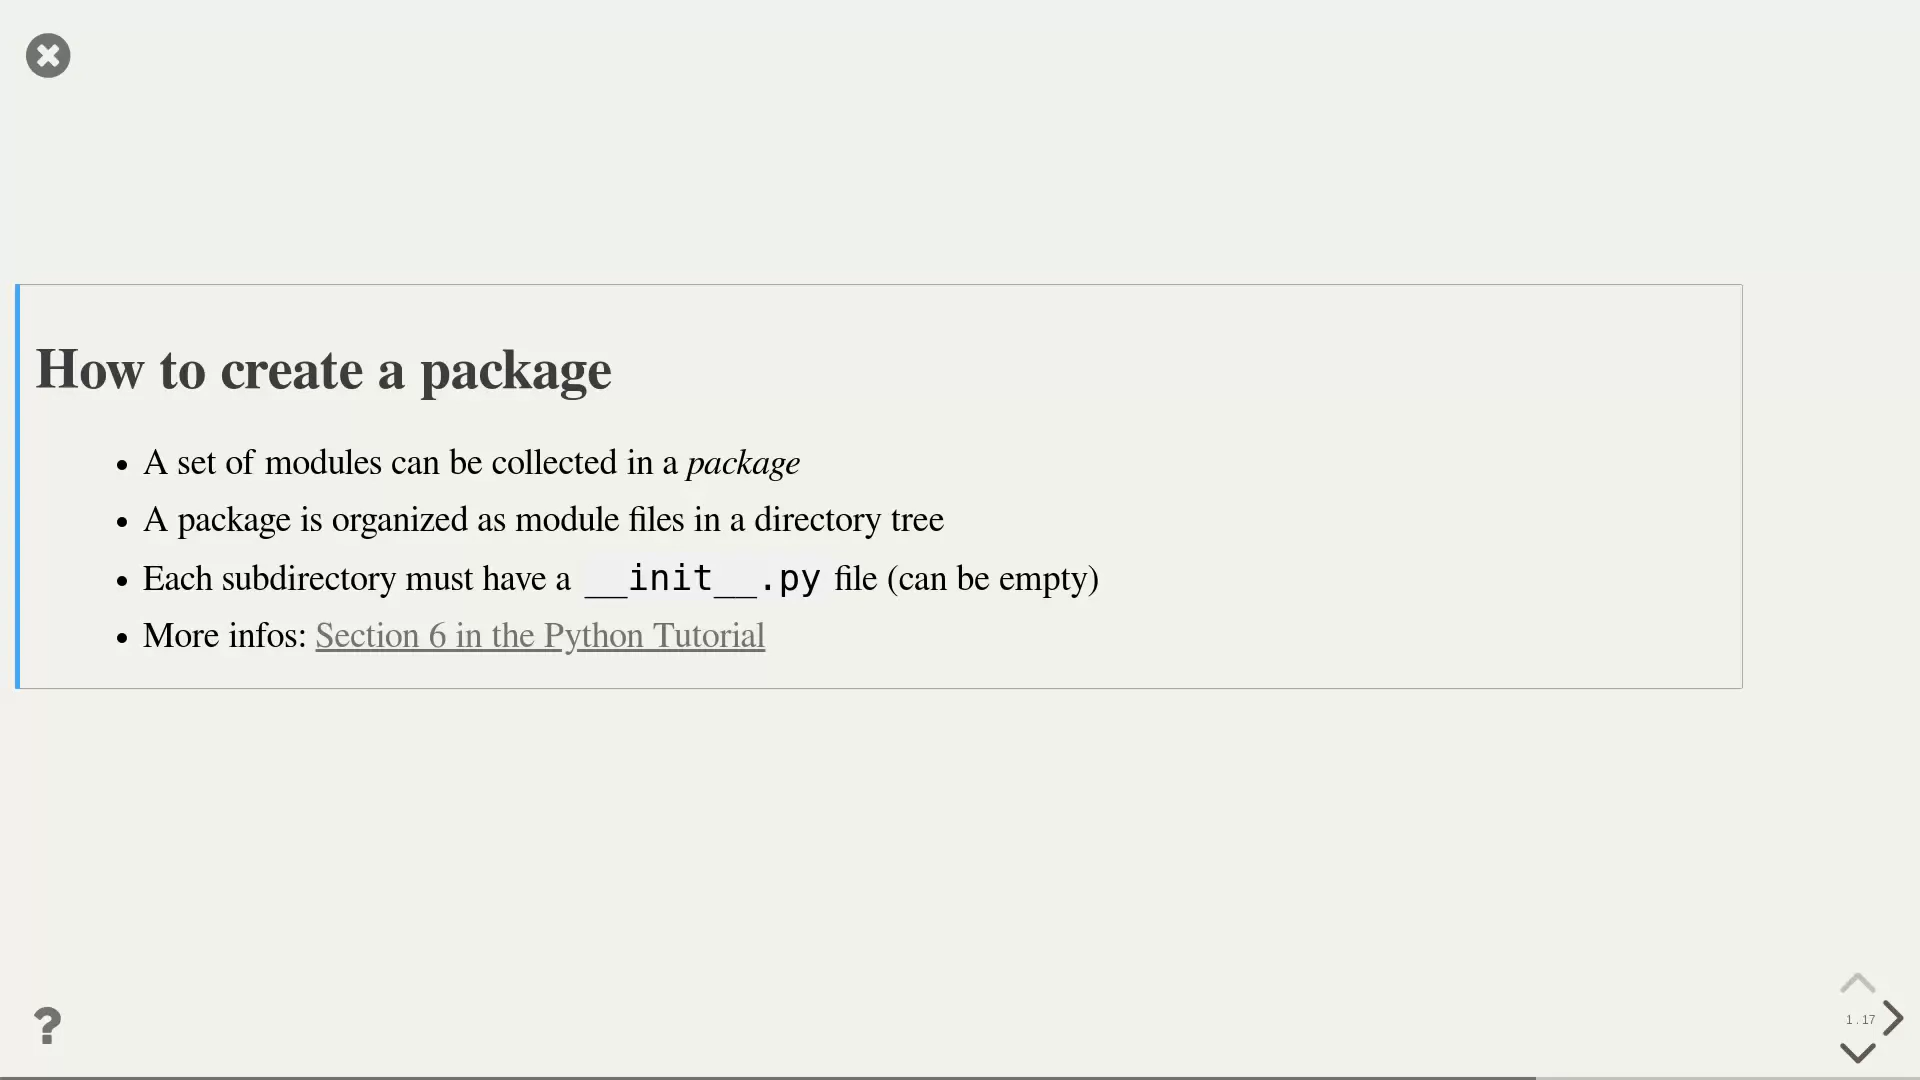 How to create a package
• A set of modules can be collected in a package
• A package is organized as module files in a directory tree
• Each subdirectory must have a __init__.py file (can be empty)
• More infos: Section 6 in the Python Tutorial
?
1.17